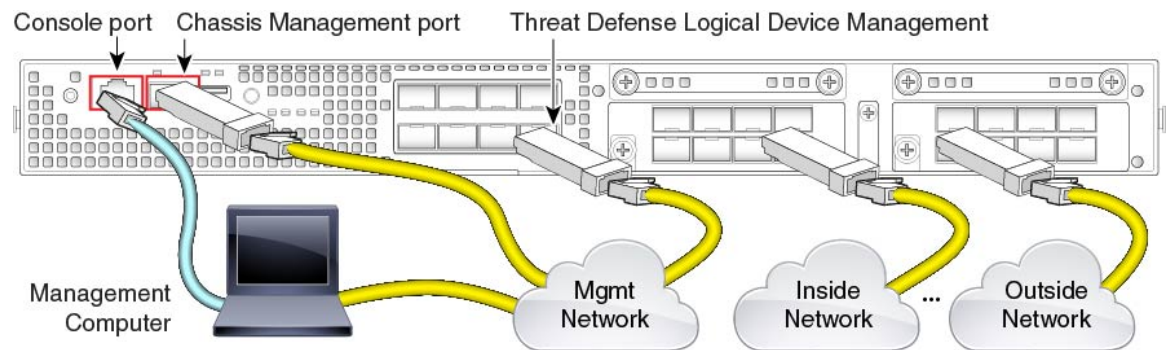 Console port
Chassis Management port
Threat Defense Logical Device Management
Management
Computer
Mgmt
Network
Inside
Network
...
Outside
Network